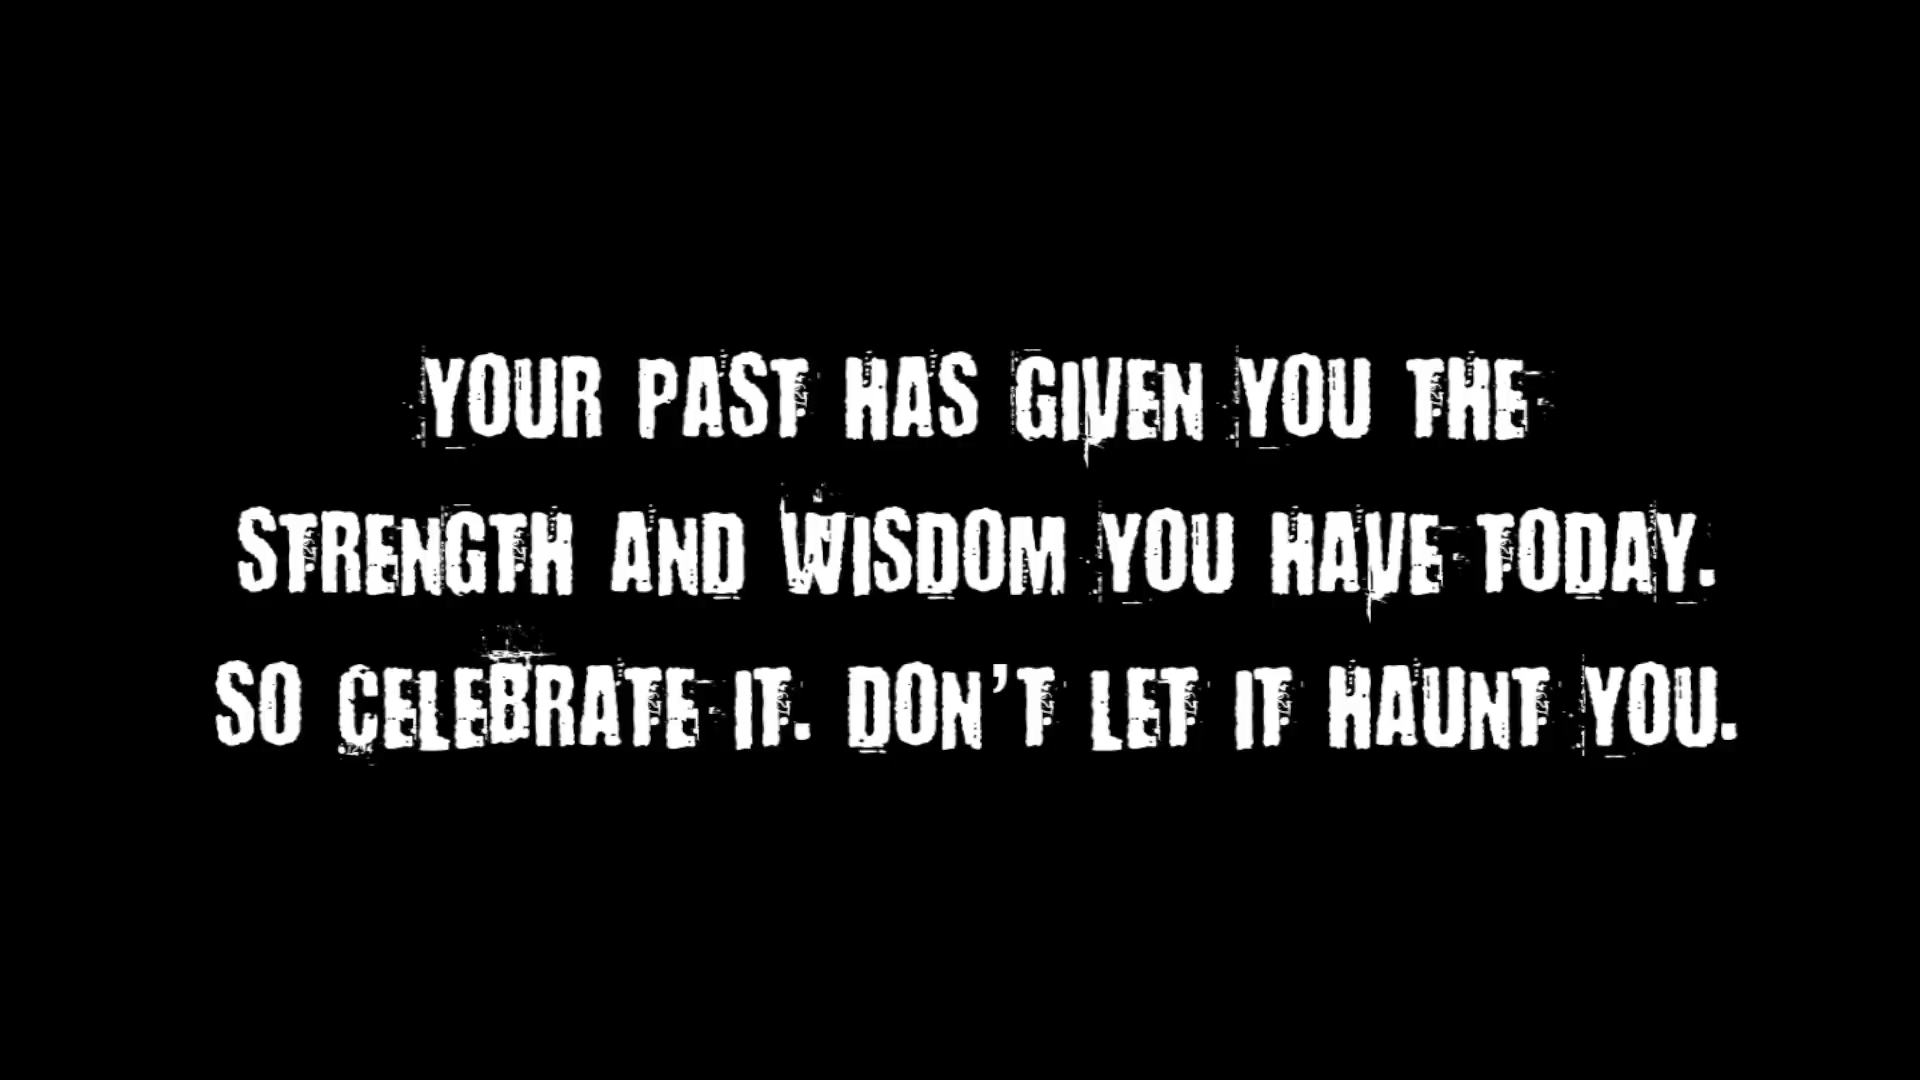 YOUR PAST HAS GIVEN YOU THE
STRENGTH AND WISDOM YOU HAVE TODAY.
SO CELEBRATE IT. DON'T LET IT HAUNT YOU.